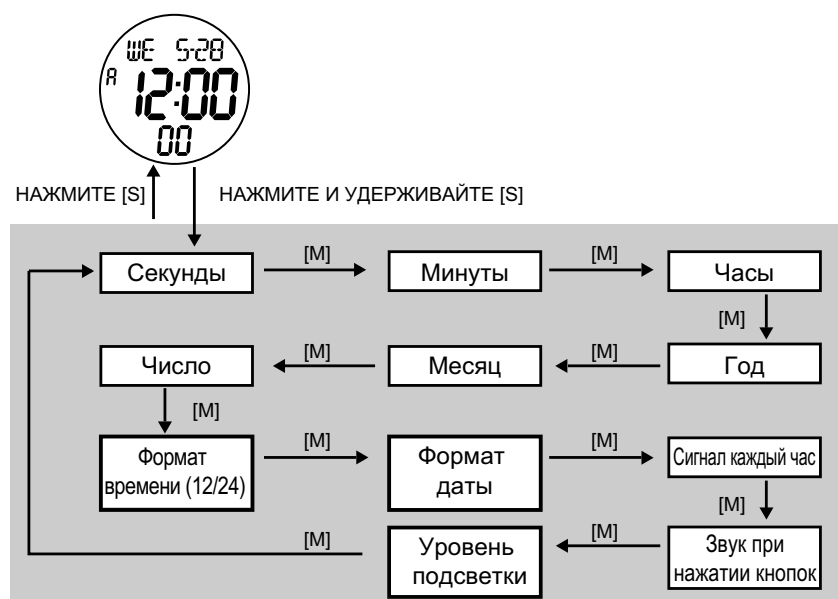 WE 5-28
A 12:00
00
НАЖМИТЕ [S] НАЖМИТЕ И УДЕРЖИВАЙТЕ [S]
Секунды [M] Минуты [M] Часы
[M]
Число [M] Месяц [M] Год
[M]
Формат
времени (12/24)
[M]
Формат
даты
[M]
Сигнал каждый час
[M]
Звук при
нажатии кнопок
[M]
Уровень
подсветки
[M]